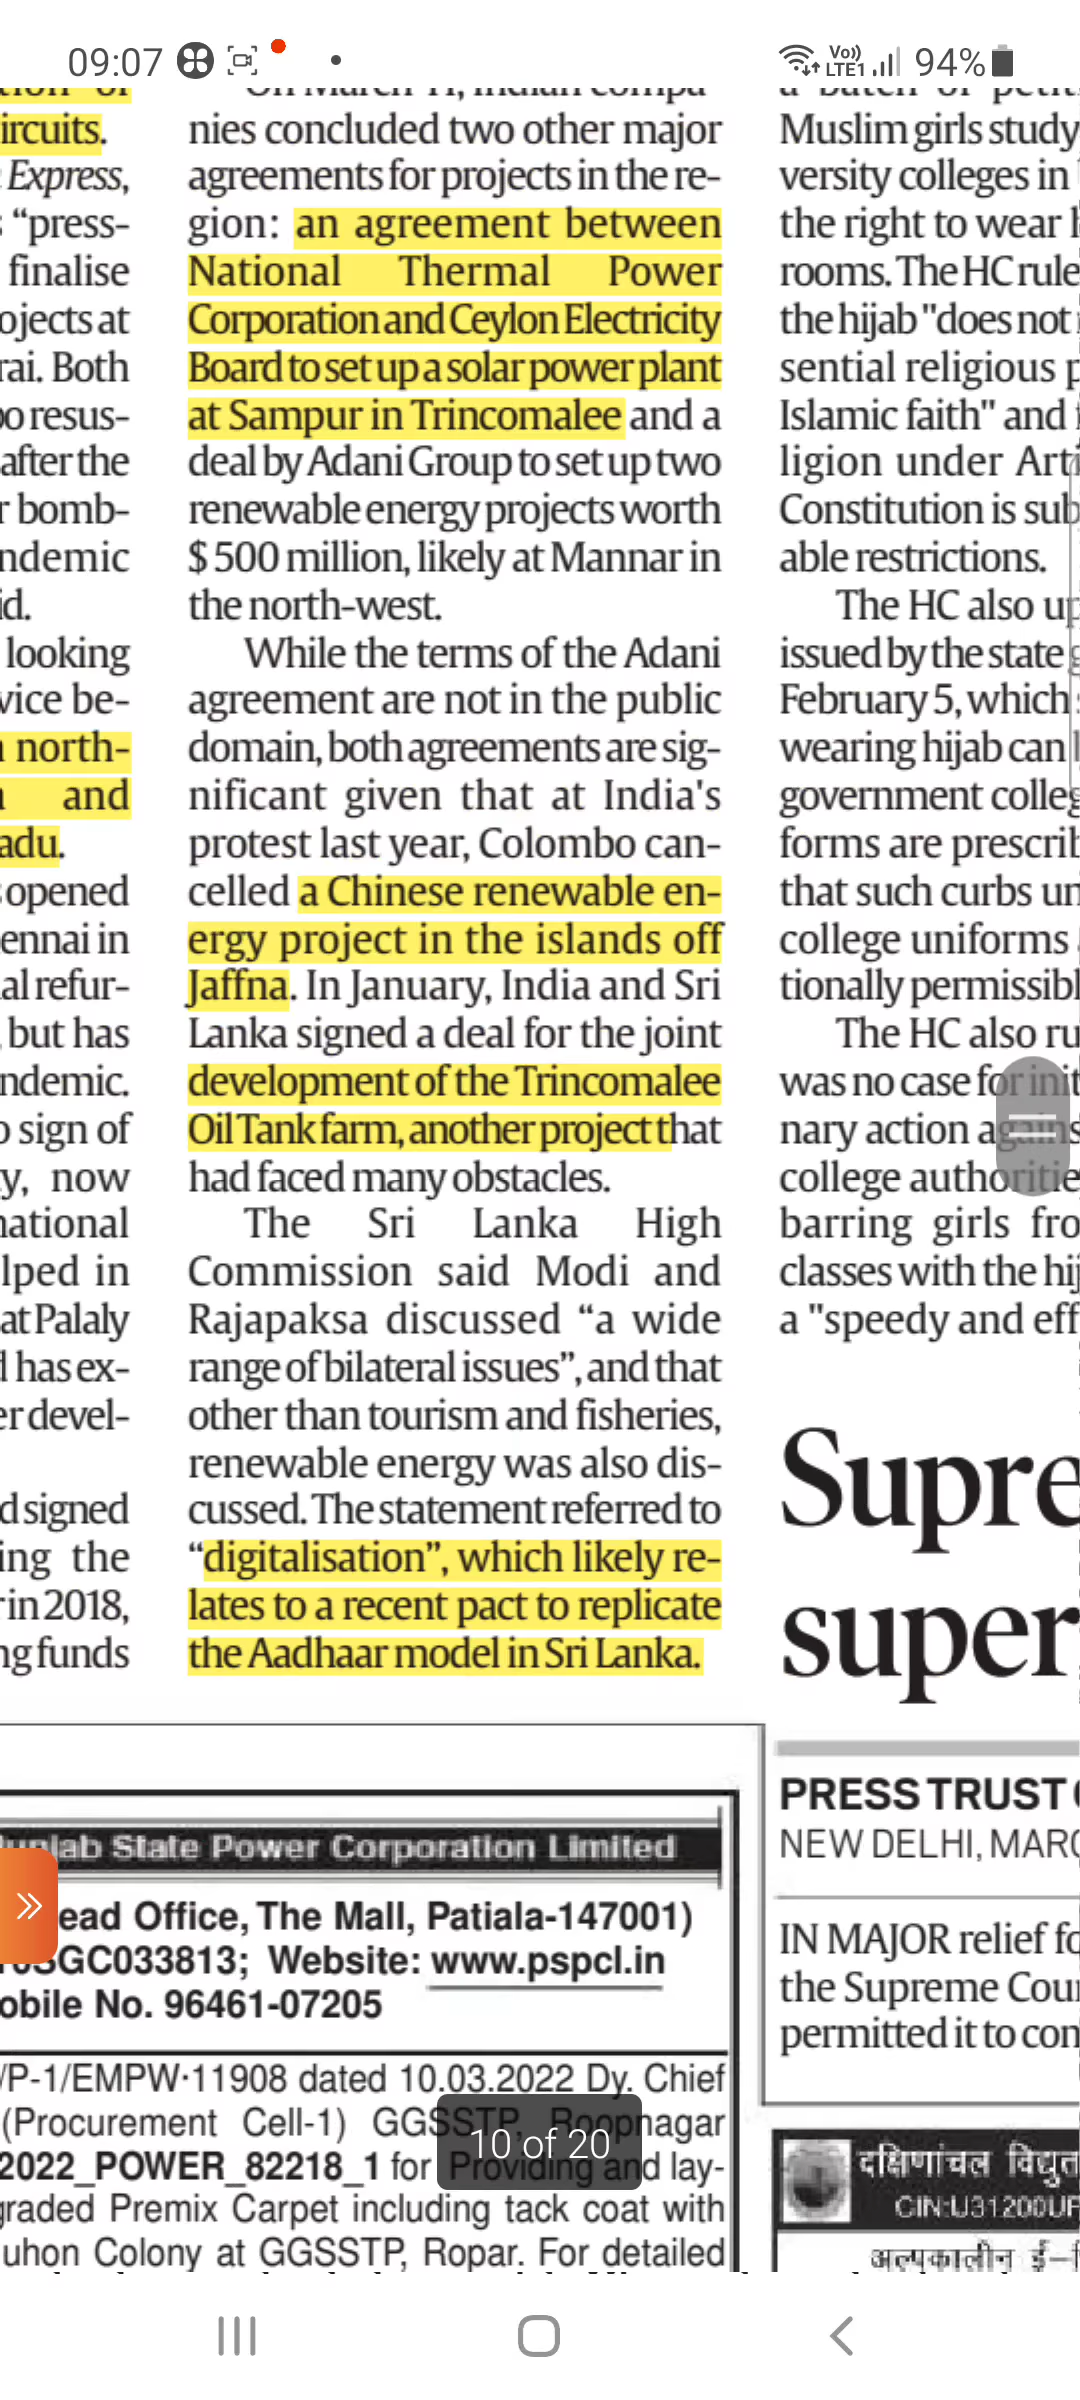 09:07
Vo))
LTE1
94%
ircuits.
Express,
"press-
finalise
ojects at
rai. Both
o resus-
after the
r bomb-
ndemic
id.
looking
vice be-
north-
and
adu.
opened
ennai in
al refur-
but has
ndemic.
sign of
y, now
national
lped in
at Palaly
has ex-
er devel-
signed
ing the
in 2018,
ng funds
On March 11, Indian compa-
nies concluded two other major
agreements for projects in the re-
gion: an agreement between
National Thermal Power
Corporation and Ceylon Electricity
Board to set up a solar power plant
at Sampur in Trincomalee and a
deal by Adani Group to set up two
renewable energy projects worth
$ 500 million, likely at Mannar in
the north-west.
While the terms of the Adani
agreement are not in the public
domain, both agreements are sig-
nificant given that at India's
protest last year, Colombo can-
celled a Chinese renewable en-
ergy project in the islands off
Jaffna. In January, India and Sri
Lanka signed a deal for the joint
development of the Trincomalee
Oil Tank farm, another project that
had faced many obstacles.
The Sri Lanka High
Commission said Modi and
Rajapaksa discussed "a wide
range of bilateral issues", and that
other than tourism and fisheries,
renewable energy was also dis-
cussed. The statement referred to
"digitalisation", which likely re-
lates to a recent pact to replicate
the Aadhaar model in Sri Lanka.
a batch of petit
Muslim girls study
versity colleges in
the right to wear
rooms. The HC rule
the hijab "does not
sential religious p
Islamic faith" and
ligion under Art
Constitution is sub
able restrictions.
The HC also up
issued by the state
February 5, which
wearing hijab can
government colleg
forms are prescrib
that such curbs un
college uniforms
tionally permissibl
The HC also ru
was no case for init
nary action agains
college authoritie
barring girls fro
classes with the hij
a "speedy and eff
Supre
super
PRESS TRUST
NEW DELHI, MARC
IN MAJOR relief fo
the Supreme Cour
permitted it to con
Punjab State Power Corporation Limited
ead Office, The Mall, Patiala-147001)
SGC033813; Website: www.pspcl.in
obile No. 96461-07205
/P-1/EMPW-11908 dated 10.03.2022 Dy. Chief
(Procurement Cell-1) GGSSTP, Roopnagar
2022_POWER_82218_1 for Providing and lay-
graded Premix Carpet including tack coat with
uhon Colony at GGSSTP, Ropar. For detailed
10 of 20
दक्षिणांचल विद्युत
CIN:U31200UP
अल्पकालीन ई-